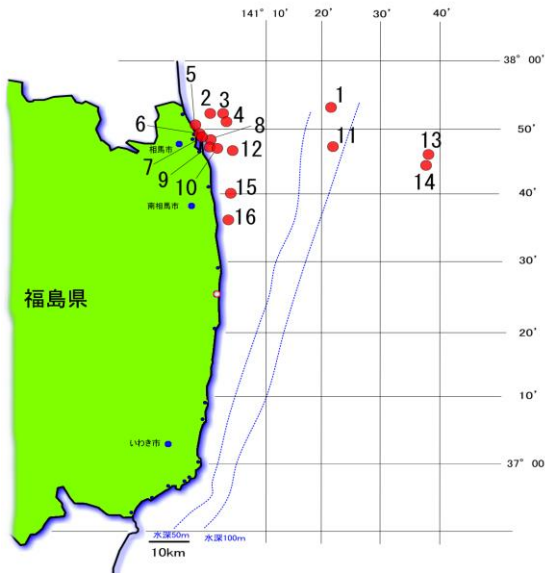 141° 10′ 20′ 30′ 40′
38° 00′
5 2 3 4 1
6 8 50′
相馬市 11 13
7 12
9 10 14
15 40′
南相馬市 16
30′
福島県
20′
10′
いわき市
37° 00′
水深50m 水深100m
10km